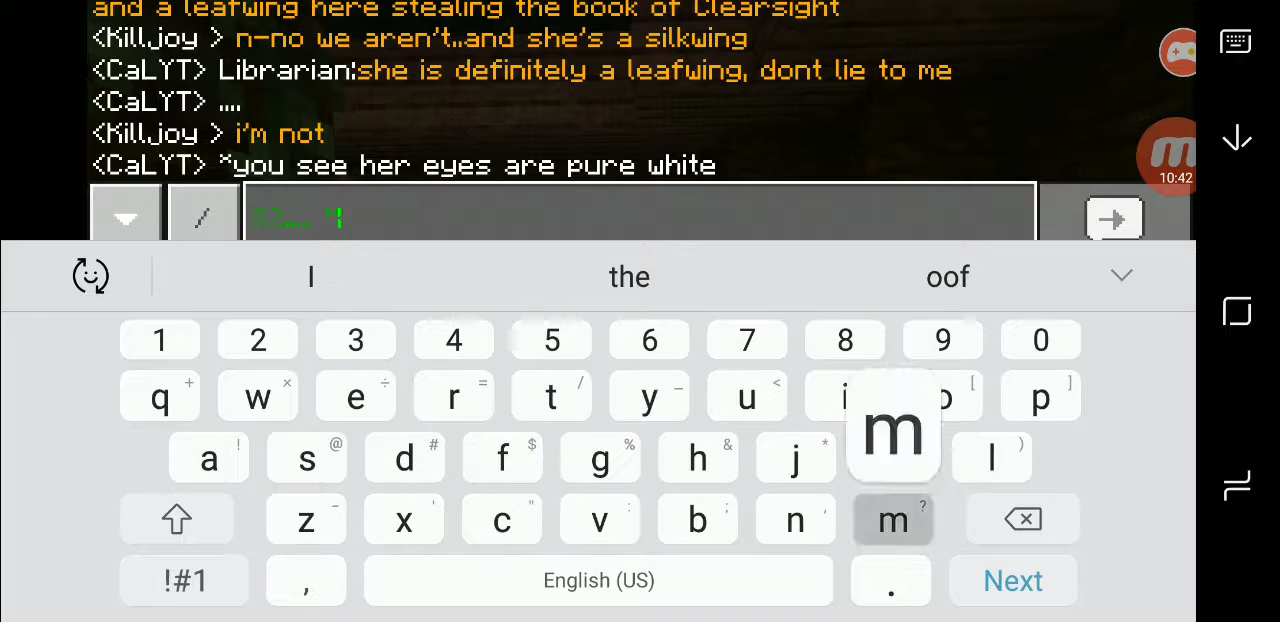 and a leafwing here stealing the book of Clearsight
<Killjoy > n-no we aren't..and she's a silkwing
<CaLYT> Librarian:she is definitely a leafwing, dont lie to me
<CaLYT> ....
<Killjoy > i'm not
<CaLYT> *you see her eyes are pure white
10:42
/
I the oof
1 2 3 4 5 6 7 8 9 0
q + w × e ÷ r = t / y _ u < i o [ p ]
m
a ! s @ d # f $ g % h & j * l )
z - x ' c " v : b ; n , m ?
!#1 , English (US) . Next